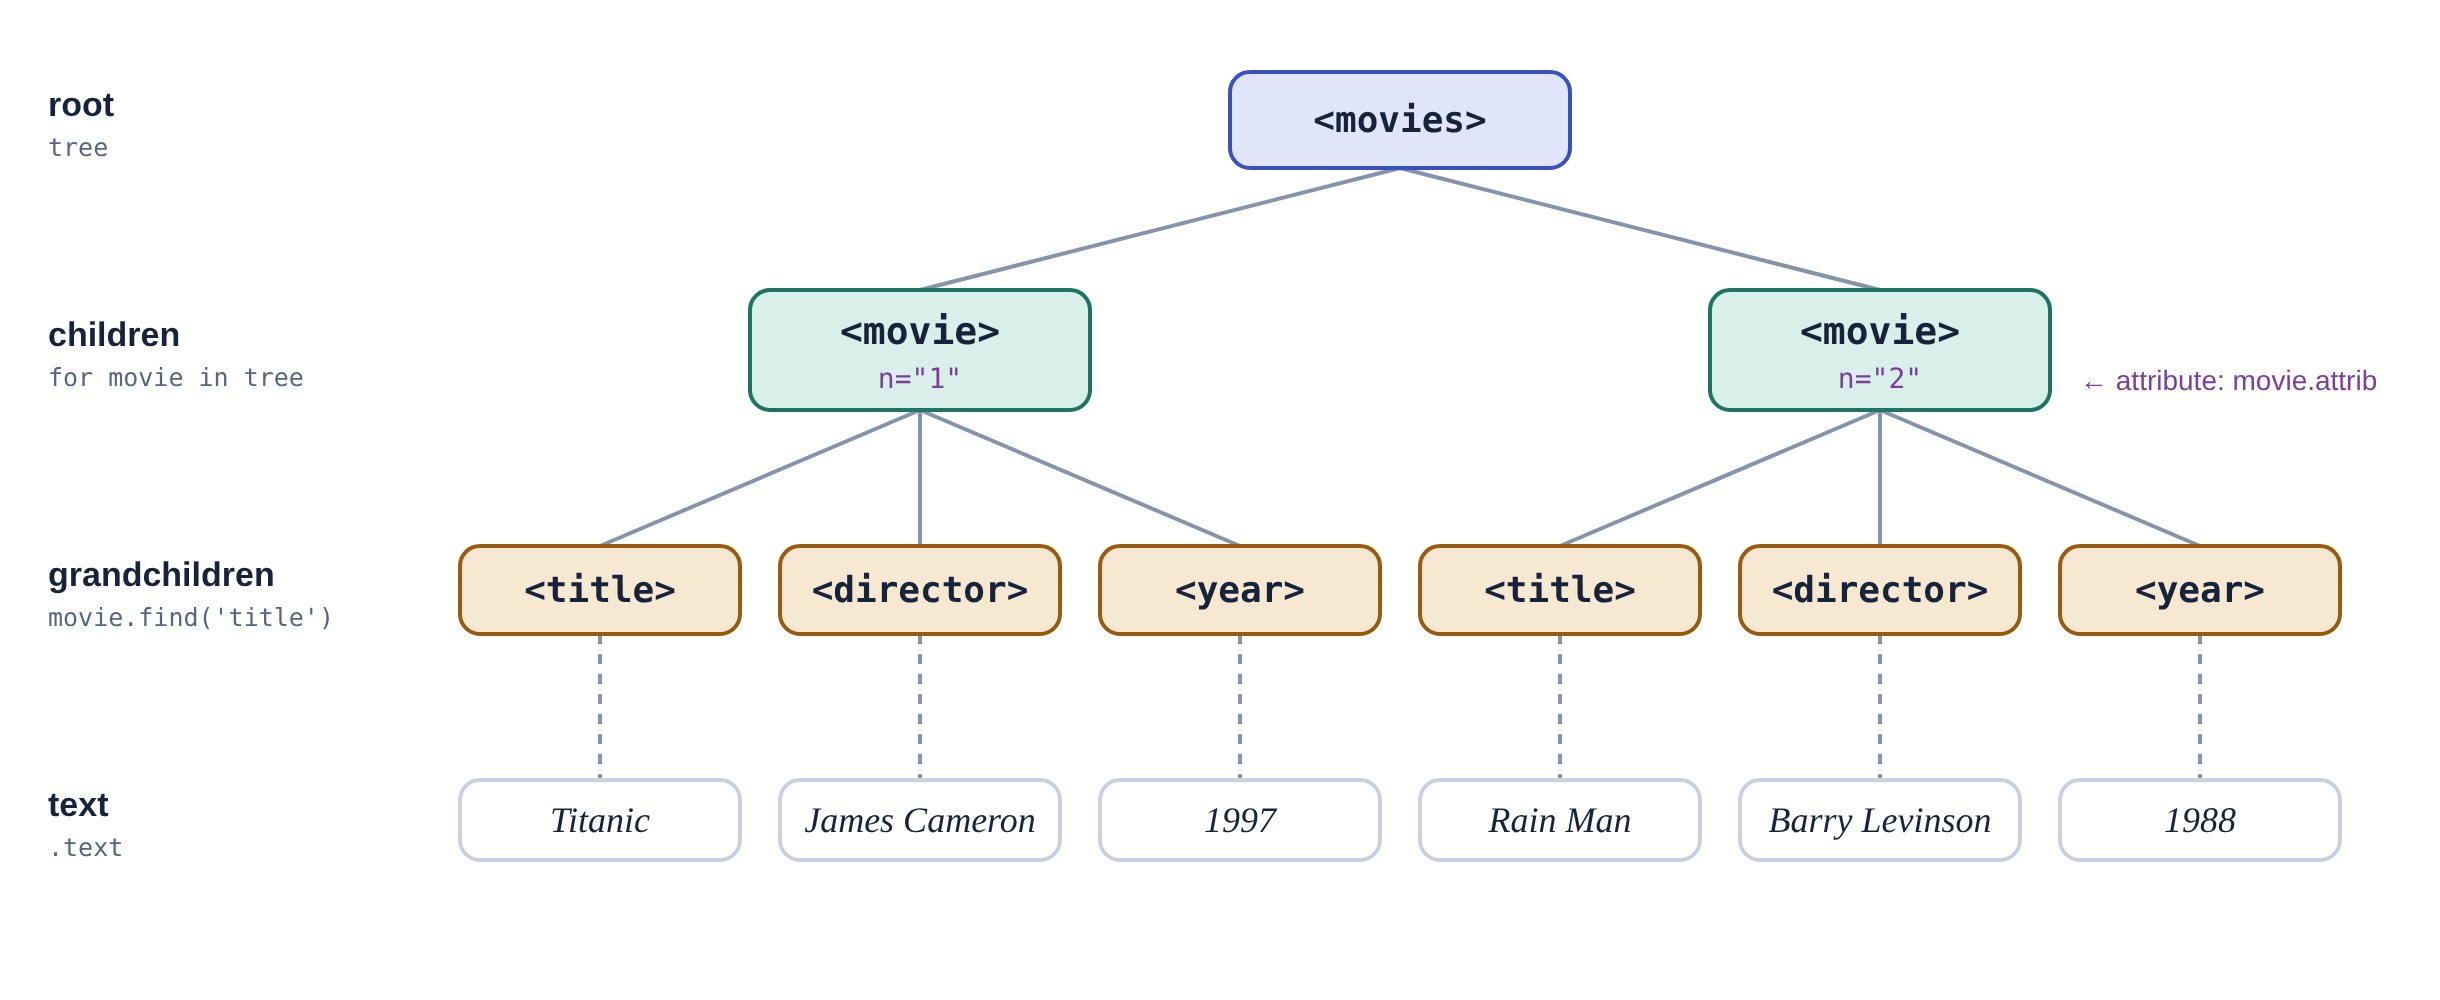 root
tree
<movies>
children
for movie in tree
<movie>
n="1"
<movie>
n="2"
← attribute: movie.attrib
grandchildren
movie.find('title')
<title>
<director>
<year>
<title>
<director>
<year>
text
.text
Titanic
James Cameron
1997
Rain Man
Barry Levinson
1988